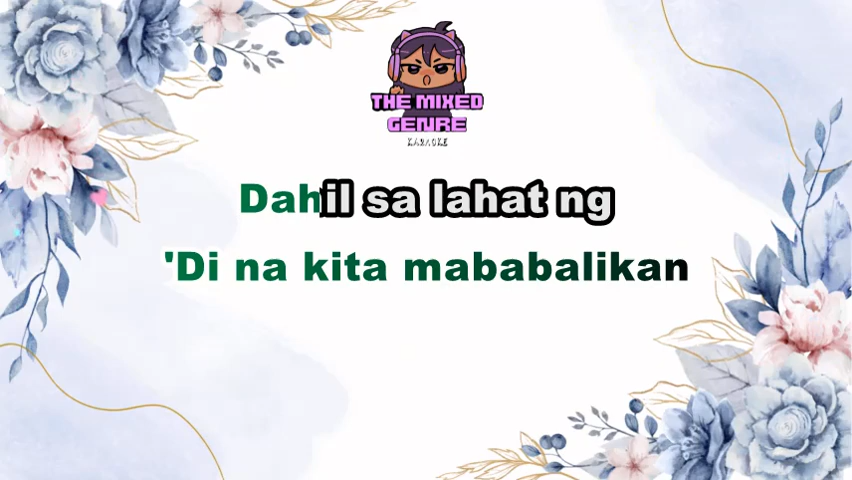 THE MIXED
GENRE
KARAOKE
Dahil sa lahat ng
'Di na kita mababalikan